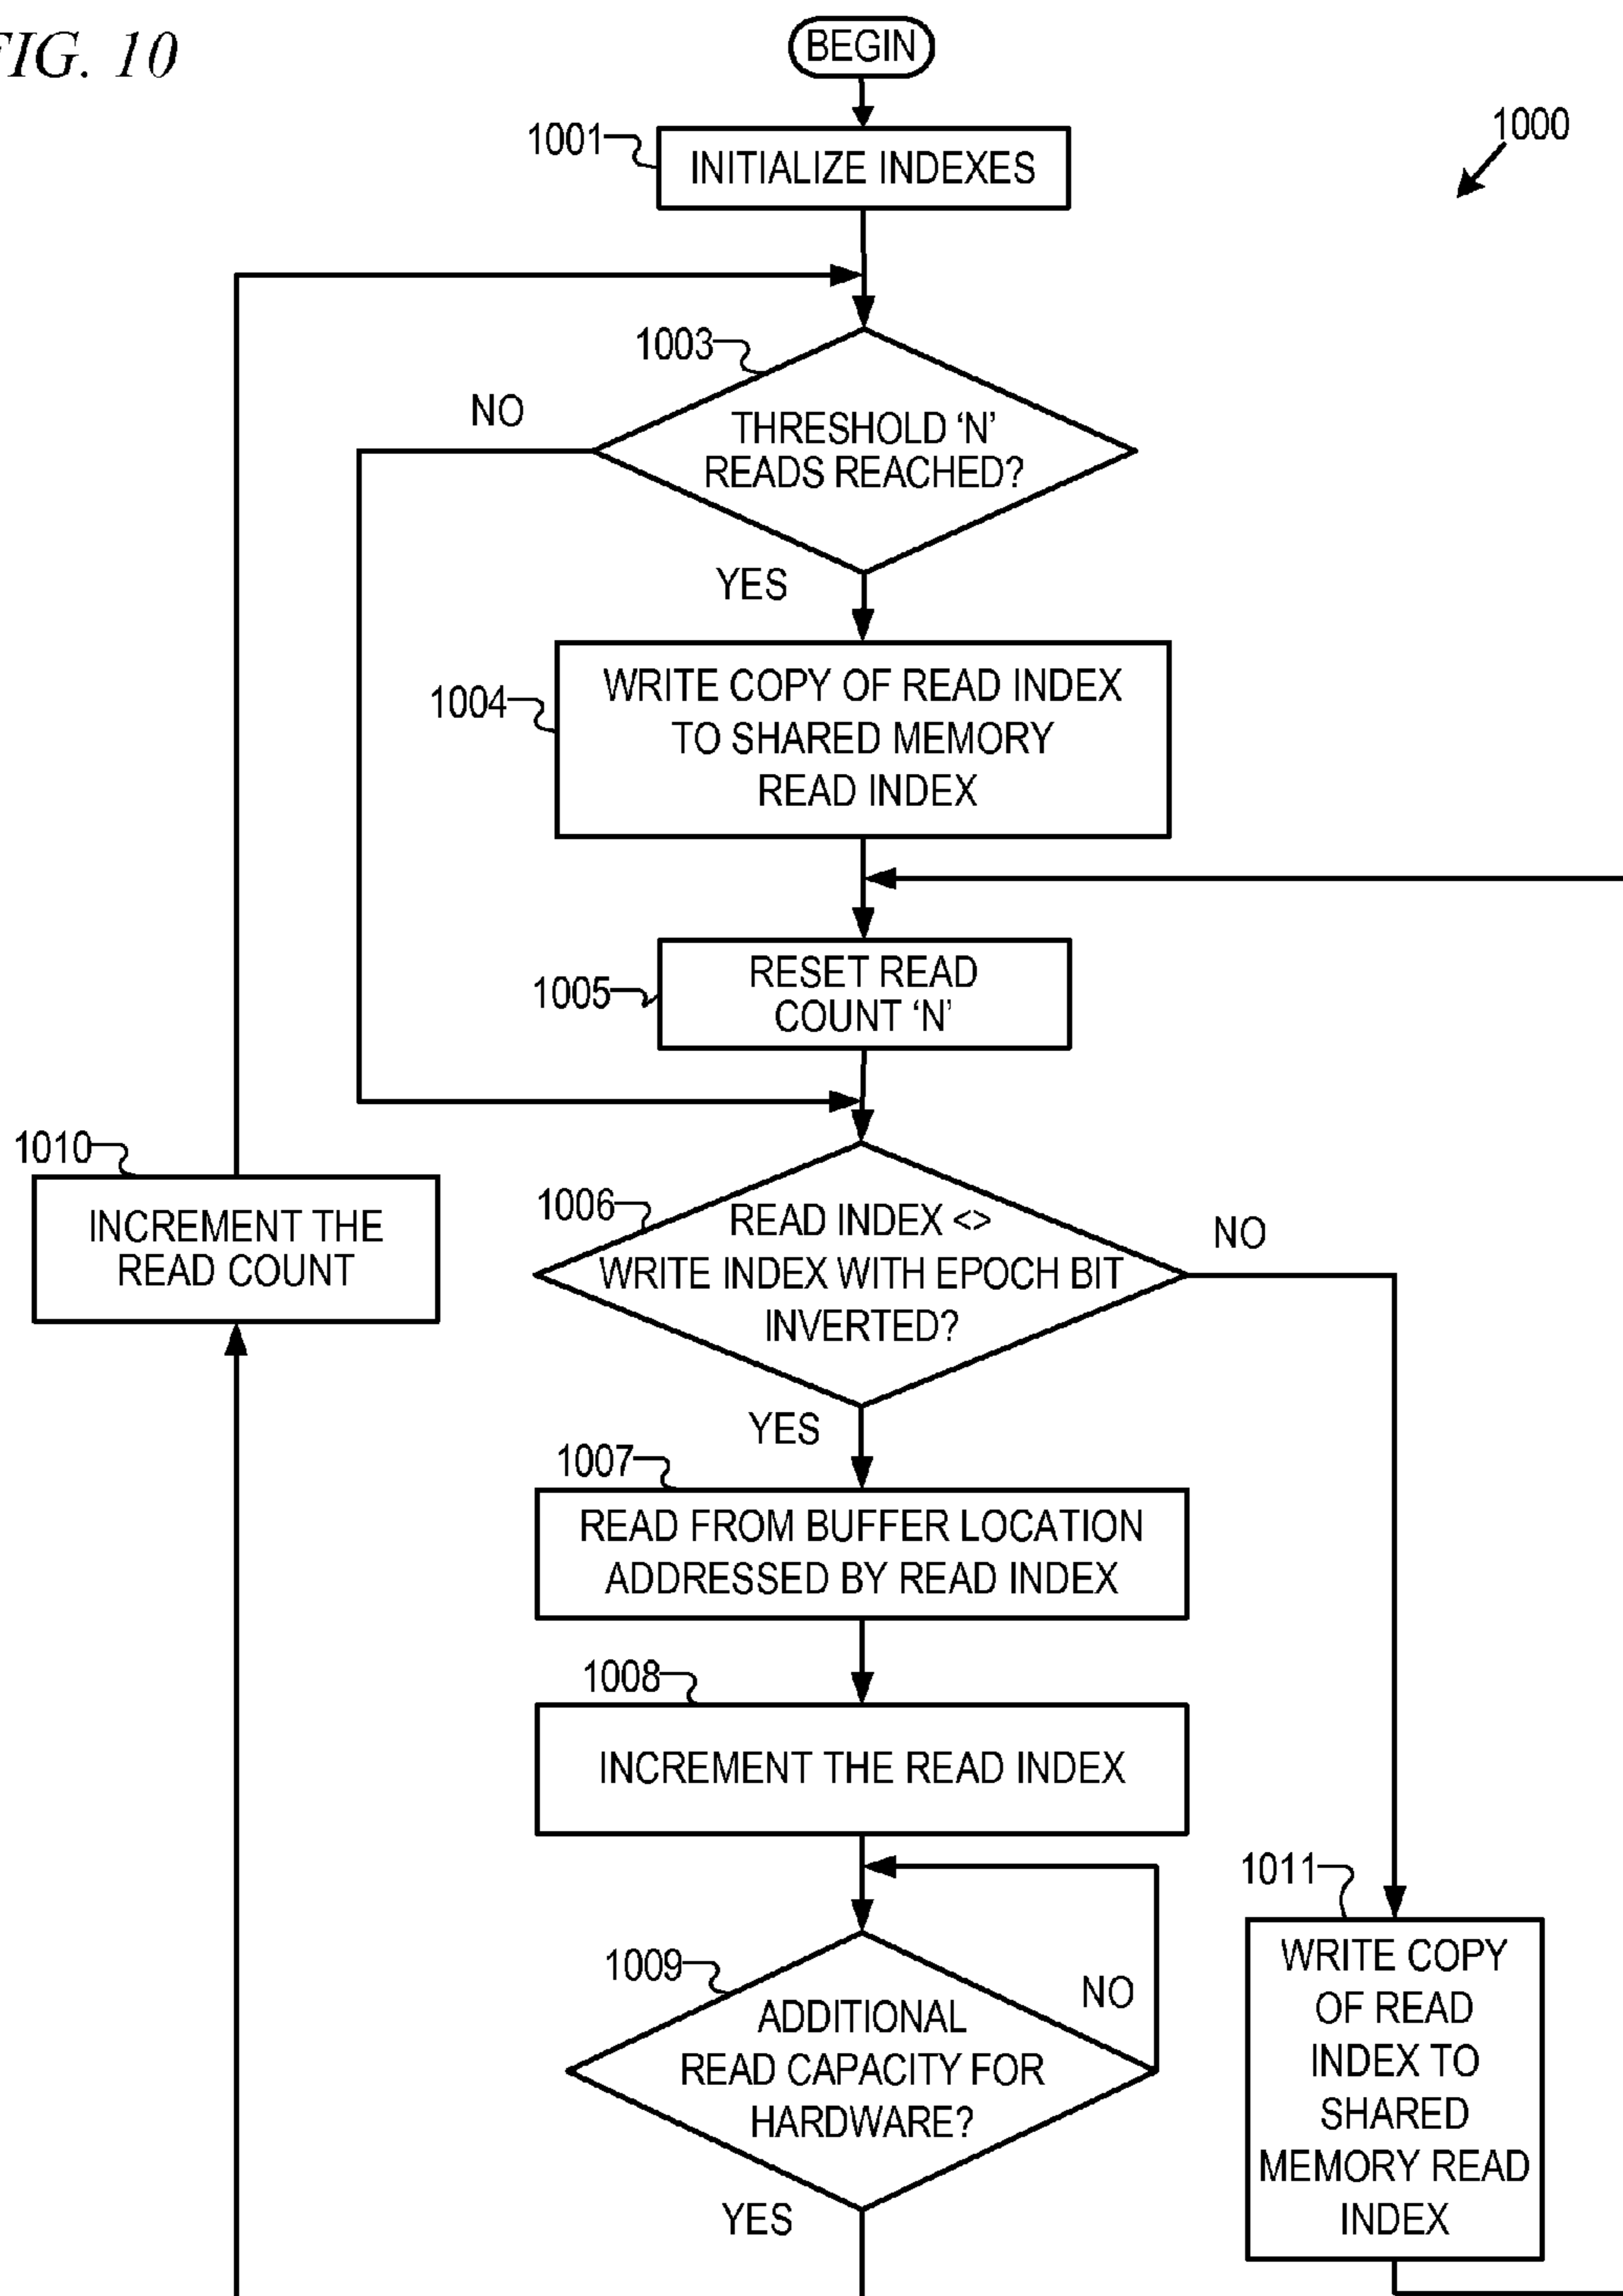 FIG. 10
BEGIN
1000
1001
INITIALIZE INDEXES
1003
NO
THRESHOLD ‘N’
READS REACHED?
YES
1004
WRITE COPY OF READ INDEX
TO SHARED MEMORY
READ INDEX
1005
RESET READ
COUNT ‘N’
1010
INCREMENT THE
READ COUNT
1006
READ INDEX <>
WRITE INDEX WITH EPOCH BIT
INVERTED?
NO
YES
1007
READ FROM BUFFER LOCATION
ADDRESSED BY READ INDEX
1008
INCREMENT THE READ INDEX
1009
ADDITIONAL
READ CAPACITY FOR
HARDWARE?
NO
YES
1011
WRITE COPY
OF READ
INDEX TO
SHARED
MEMORY READ
INDEX